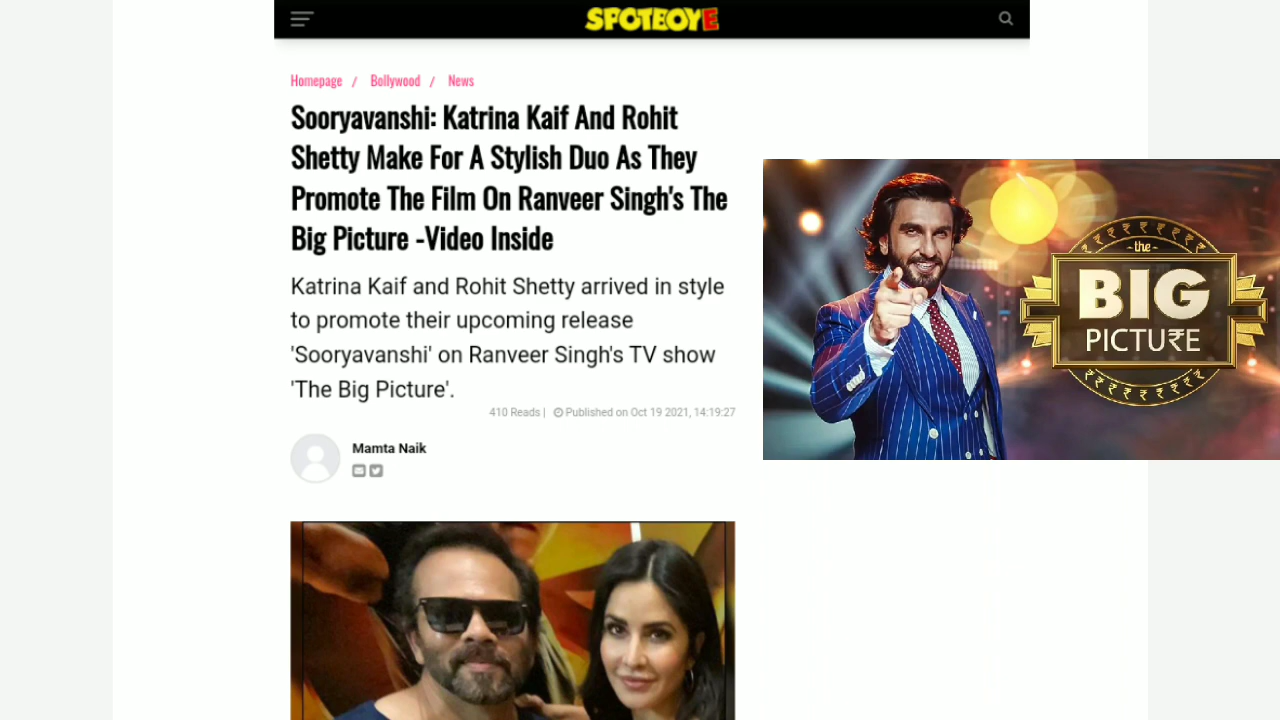 SPOTBOYE
Homepage / Bollywood / News
Sooryavanshi: Katrina Kaif And Rohit
Shetty Make For A Stylish Duo As They
Promote The Film On Ranveer Singh's The
Big Picture -Video Inside
Katrina Kaif and Rohit Shetty arrived in style
to promote their upcoming release
'Sooryavanshi' on Ranveer Singh's TV show
'The Big Picture'.
410 Reads | Published on Oct 19 2021, 14:19:27
Mamta Naik
the
BIG
PICTU₹E